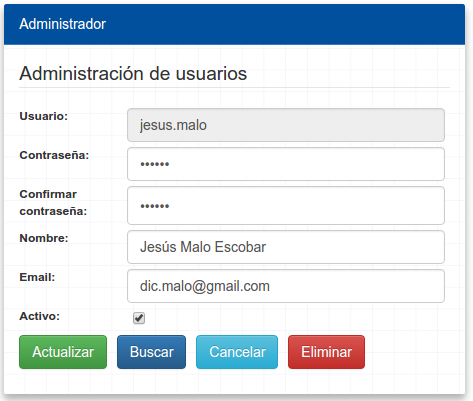 Administrador
Administración de usuarios
Usuario: jesus.malo
Contraseña: ••••••
Confirmar
contraseña: ••••••
Nombre: Jesús Malo Escobar
Email: dic.malo@gmail.com
Activo:
Actualizar Buscar Cancelar Eliminar